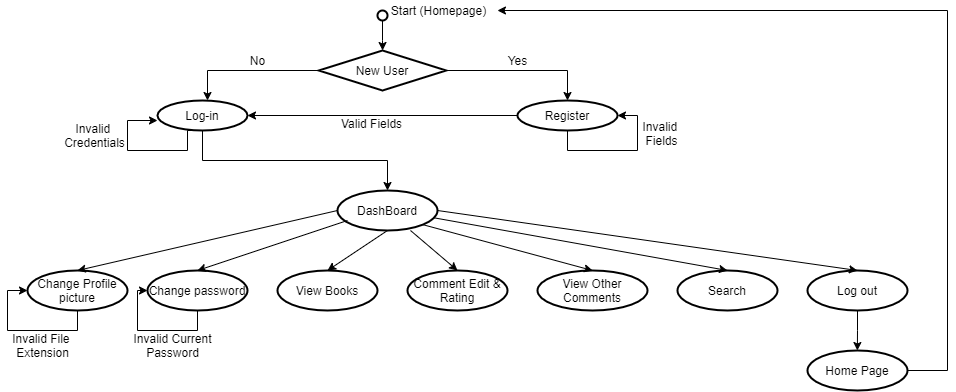 Start (Homepage)
No
New User
Yes
Log-in
Register
Valid Fields
Invalid
Credentials
Invalid
Fields
DashBoard
Change Profile
picture
Change password
View Books
Comment Edit &
Rating
View Other
Comments
Search
Log out
Invalid File
Extension
Invalid Current
Password
Home Page